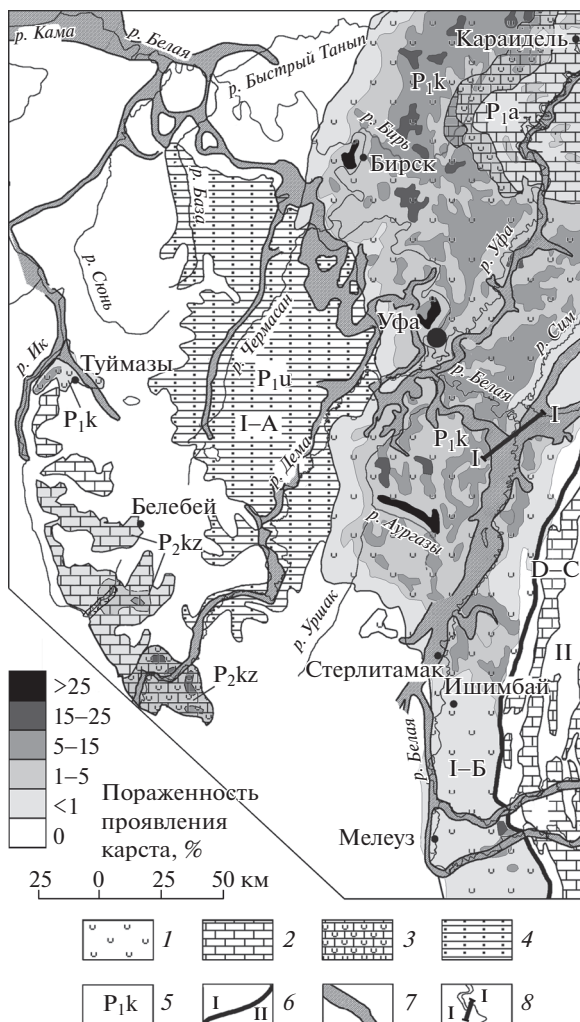 р. Кама
р. Белая
р. Быстрый Танып
Караидель
P₁k
P₁a
р. Бирь
Бирск
р. База
р. Сюнь
р. Уфа
р. Чермасан
Уфа
р. Сим
р. Ик
Туймазы
P₁k
P₁u
I–А
р. Белая
I
I
P₁k
р. Дема
Белебей
P₂kz
р. Аургазы
D–C
II
р. Уршак
P₂kz
Стерлитамак
Ишимбай
>25
15–25
5–15
1–5
<1
0
Пораженность
проявления
карста, %
р. Белая
I–Б
Мелеуз
25 0 50 км
1 2 3 4
P₁k 5 I II 6 7 I I 8